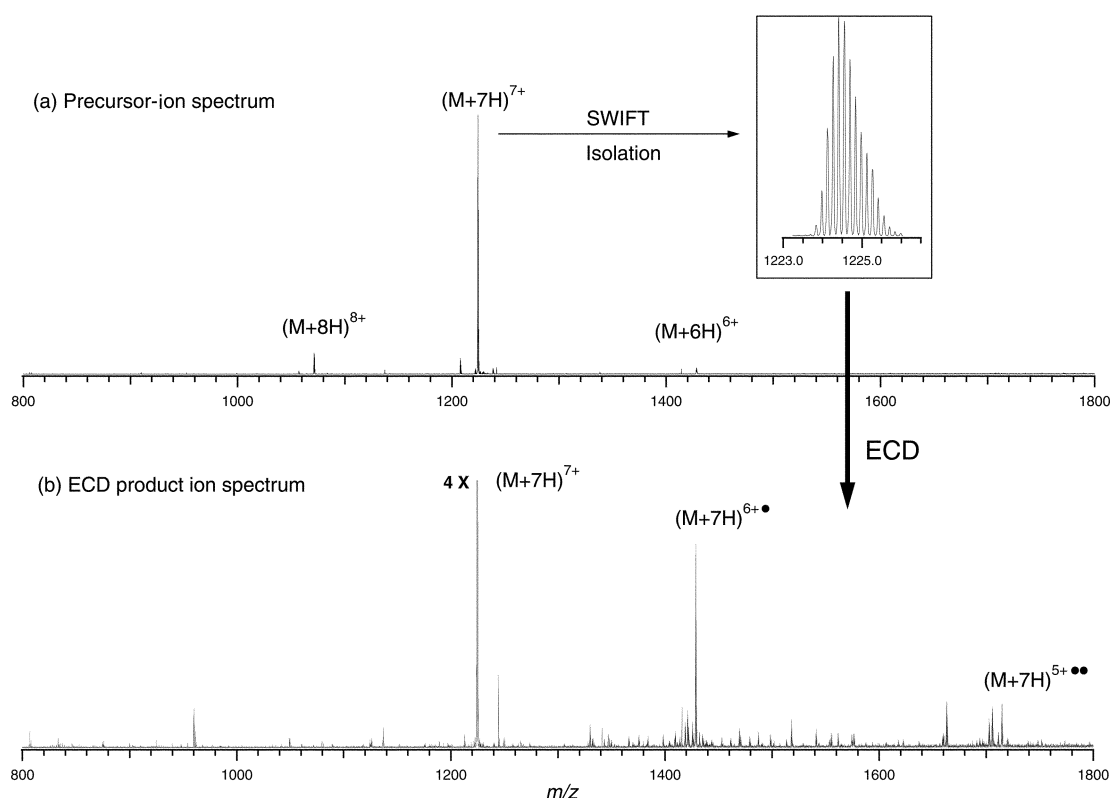 (a) Precursor-ion spectrum
(M+7H)7+
SWIFT
Isolation
1223.0 1225.0
(M+8H)8+
(M+6H)6+
800 1000 1200 1400 1600 1800
ECD
(b) ECD product ion spectrum
4 X (M+7H)7+
(M+7H)6+●
(M+7H)5+●●
800 1000 1200 1400 1600 1800
m/z